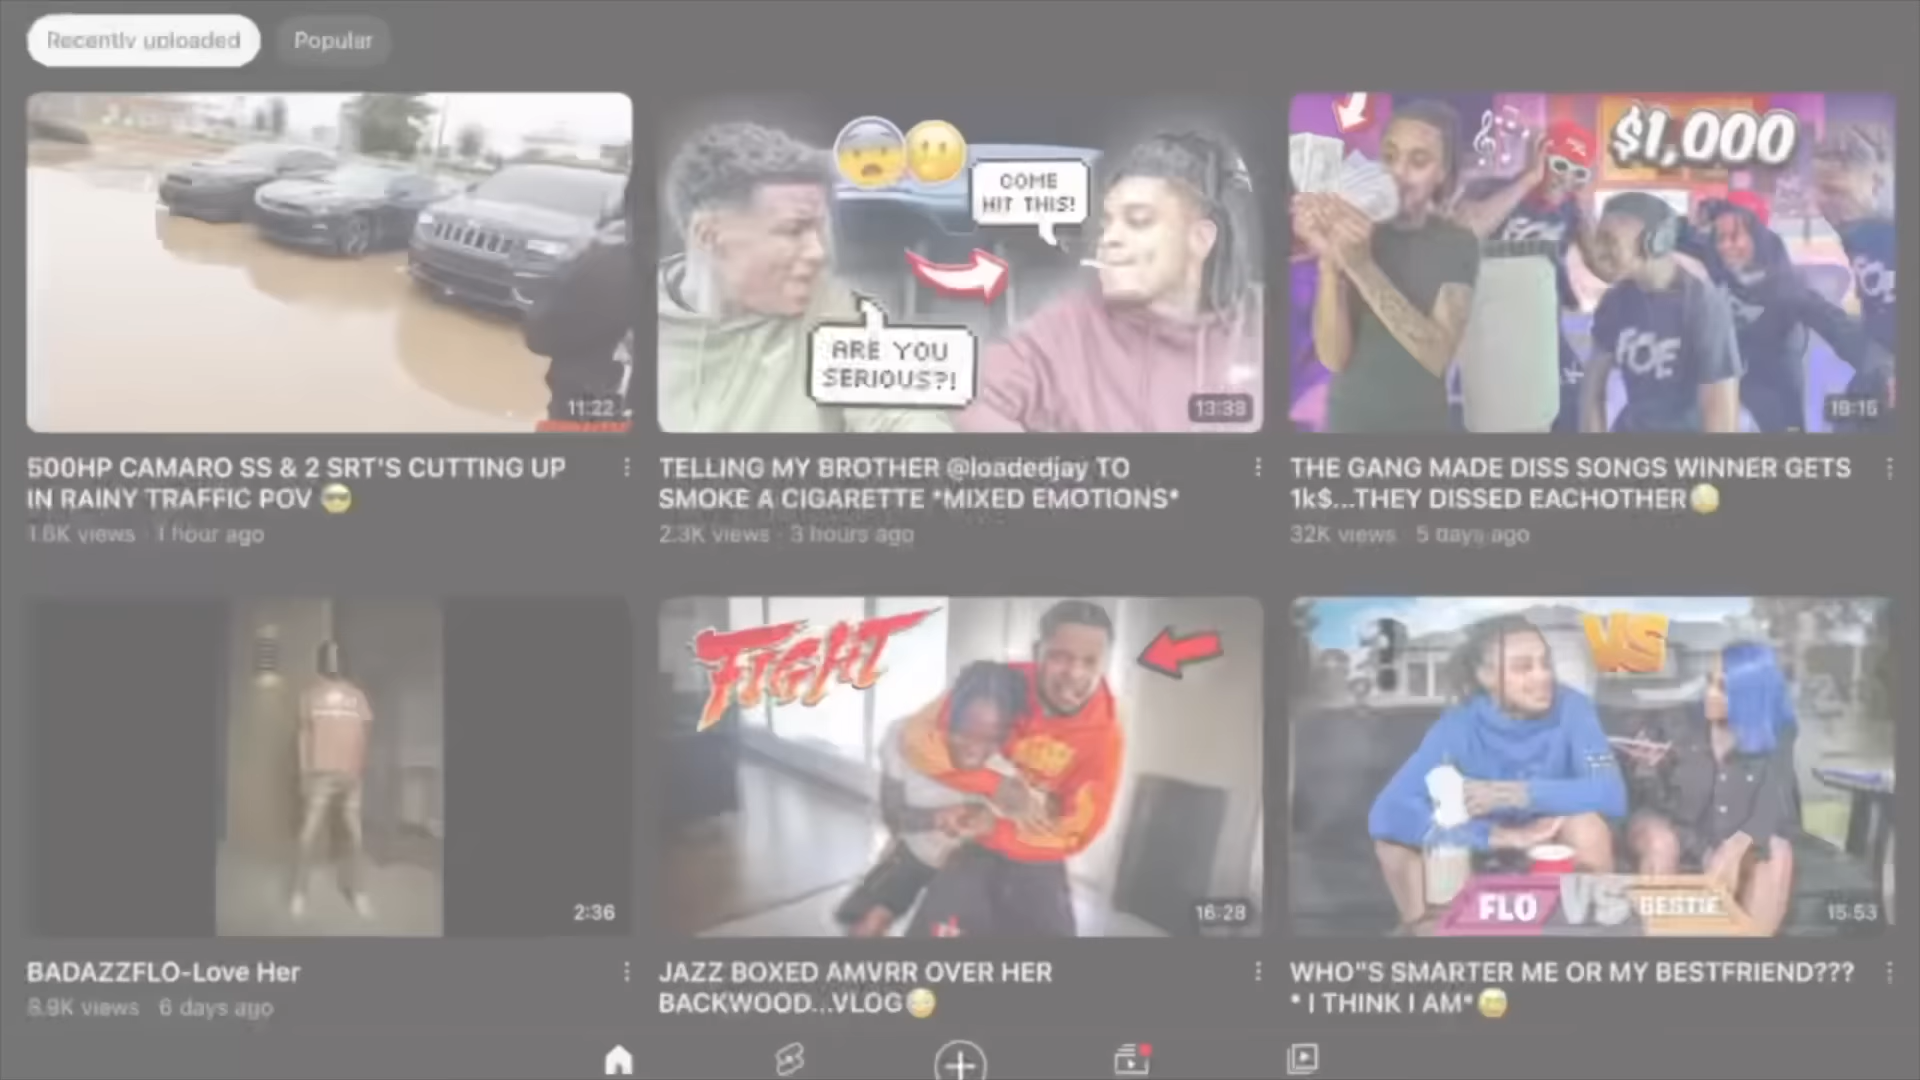 Recently uploaded
Popular
COME
HIT THIS!
ARE YOU
SERIOUS?!
$1,000
FOE
11:22
13:39
19:15
500HP CAMARO SS & 2 SRT'S CUTTING UP
IN RAINY TRAFFIC POV
1.6K views · 1 hour ago
TELLING MY BROTHER @loadedjay TO
SMOKE A CIGARETTE *MIXED EMOTIONS*
2.3K views · 3 hours ago
THE GANG MADE DISS SONGS WINNER GETS
1k$...THEY DISSED EACHOTHER
32K views · 5 days ago
FIGHT
VS
FLO VS BESTIE
2:36
16:28
15:53
BADAZZFLO-Love Her
8.9K views · 6 days ago
JAZZ BOXED AMVRR OVER HER
BACKWOOD...VLOG
WHO"S SMARTER ME OR MY BESTFRIEND???
* I THINK I AM*